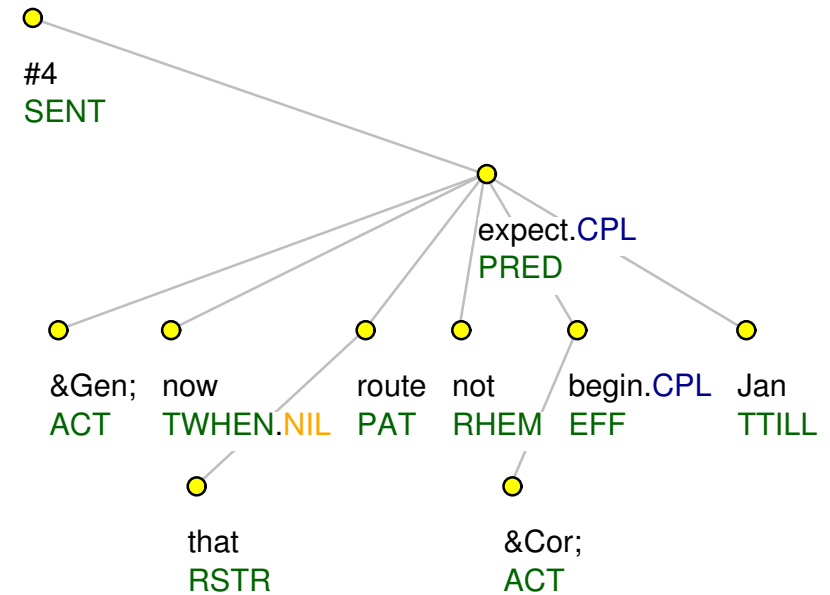 #4
SENT
expect.CPL
PRED
&Gen; now route not begin.CPL Jan
ACT TWHEN.NIL PAT RHEM EFF TTILL
that &Cor;
RSTR ACT